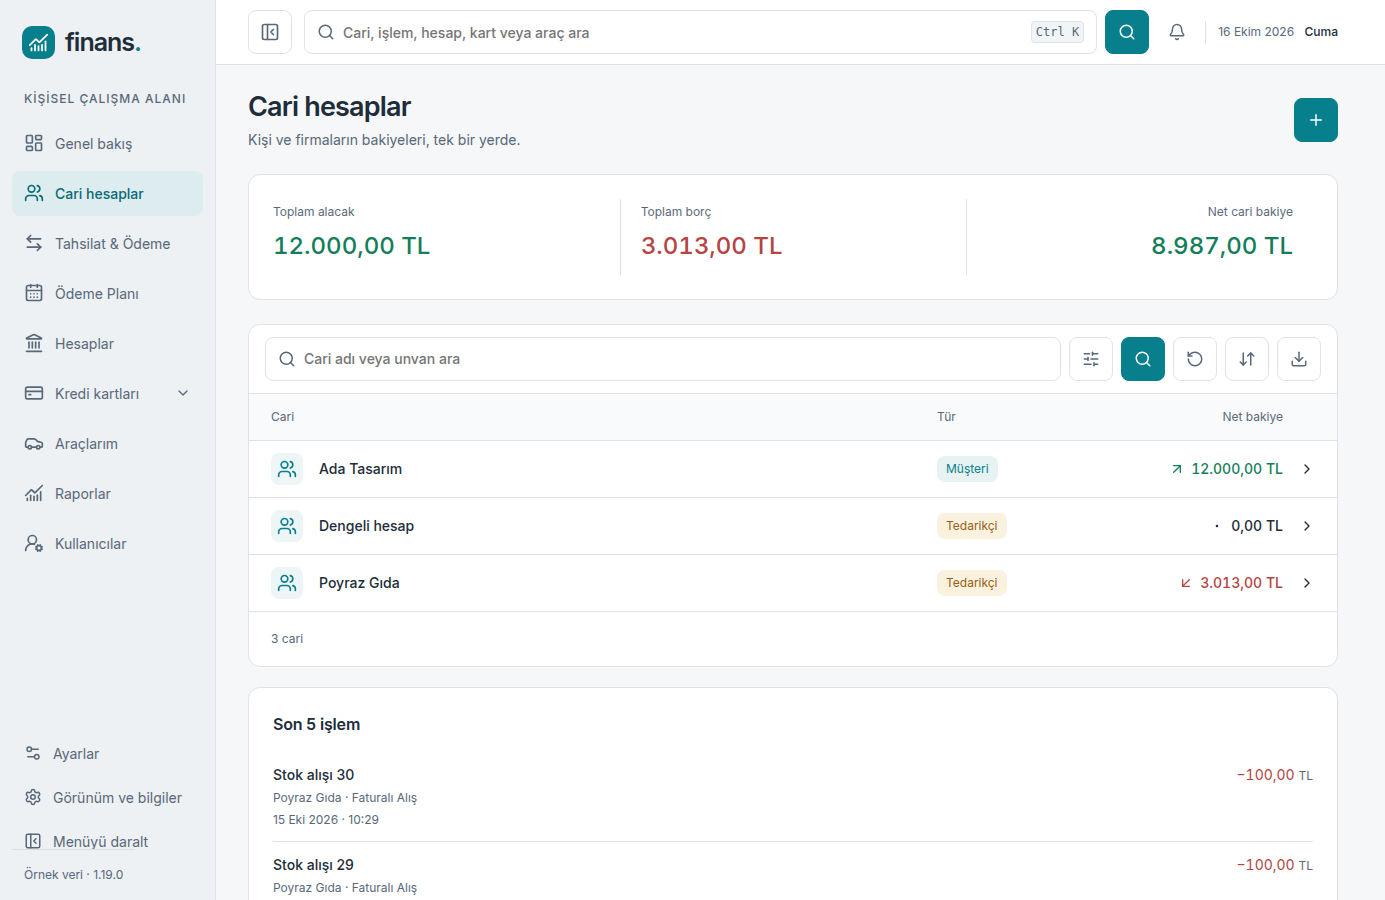 finans.
KİŞİSEL ÇALIŞMA ALANI
Genel bakış
Cari hesaplar
Tahsilat & Ödeme
Ödeme Planı
Hesaplar
Kredi kartları
Araçlarım
Raporlar
Kullanıcılar
Ayarlar
Görünüm ve bilgiler
Menüyü daralt
Örnek veri · 1.19.0
Cari, işlem, hesap, kart veya araç ara Ctrl K
16 Ekim 2026 Cuma
Cari hesaplar
Kişi ve firmaların bakiyeleri, tek bir yerde.
Toplam alacak
12.000,00 TL
Toplam borç
3.013,00 TL
Net cari bakiye
8.987,00 TL
Cari adı veya unvan ara
Cari Tür Net bakiye
Ada Tasarım Müşteri 12.000,00 TL
Dengeli hesap Tedarikçi · 0,00 TL
Poyraz Gıda Tedarikçi 3.013,00 TL
3 cari
Son 5 işlem
Stok alışı 30 −100,00 TL
Poyraz Gıda · Faturalı Alış
15 Eki 2026 · 10:29
Stok alışı 29 −100,00 TL
Poyraz Gıda · Faturalı Alış